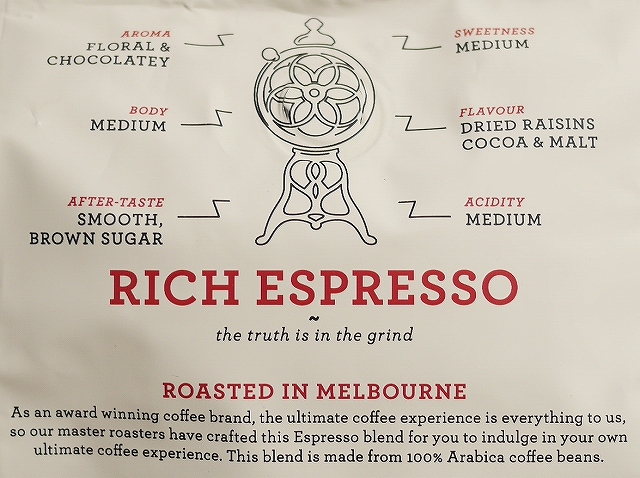 AROMA
FLORAL &
CHOCOLATEY
SWEETNESS
MEDIUM
BODY
MEDIUM
FLAVOUR
DRIED RAISINS
COCOA & MALT
AFTER-TASTE
SMOOTH,
BROWN SUGAR
ACIDITY
MEDIUM
RICH ESPRESSO
~
the truth is in the grind
ROASTED IN MELBOURNE
As an award winning coffee brand, the ultimate coffee experience is everything to us,
so our master roasters have crafted this Espresso blend for you to indulge in your own
ultimate coffee experience. This blend is made from 100% Arabica coffee beans.